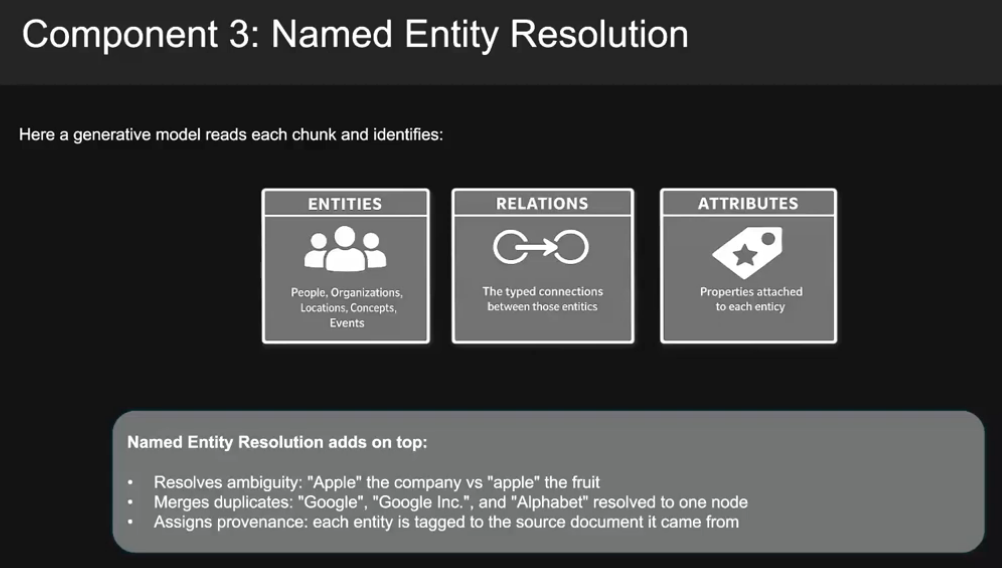 Component 3: Named Entity Resolution
Here a generative model reads each chunk and identifies:
ENTITIES
People, Organizations,
Locations, Concepts,
Events
RELATIONS
The typed connections
between those entitics
ATTRIBUTES
Properties attached
to each enticy
Named Entity Resolution adds on top:
• Resolves ambiguity: "Apple" the company vs "apple" the fruit
• Merges duplicates: "Google", "Google Inc.", and "Alphabet" resolved to one node
• Assigns provenance: each entity is tagged to the source document it came from